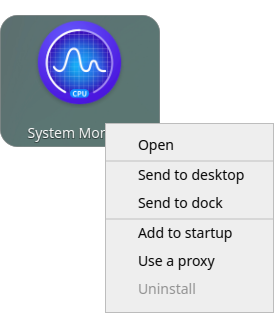 CPU
System Mon
Open
Send to desktop
Send to dock
Add to startup
Use a proxy
Uninstall